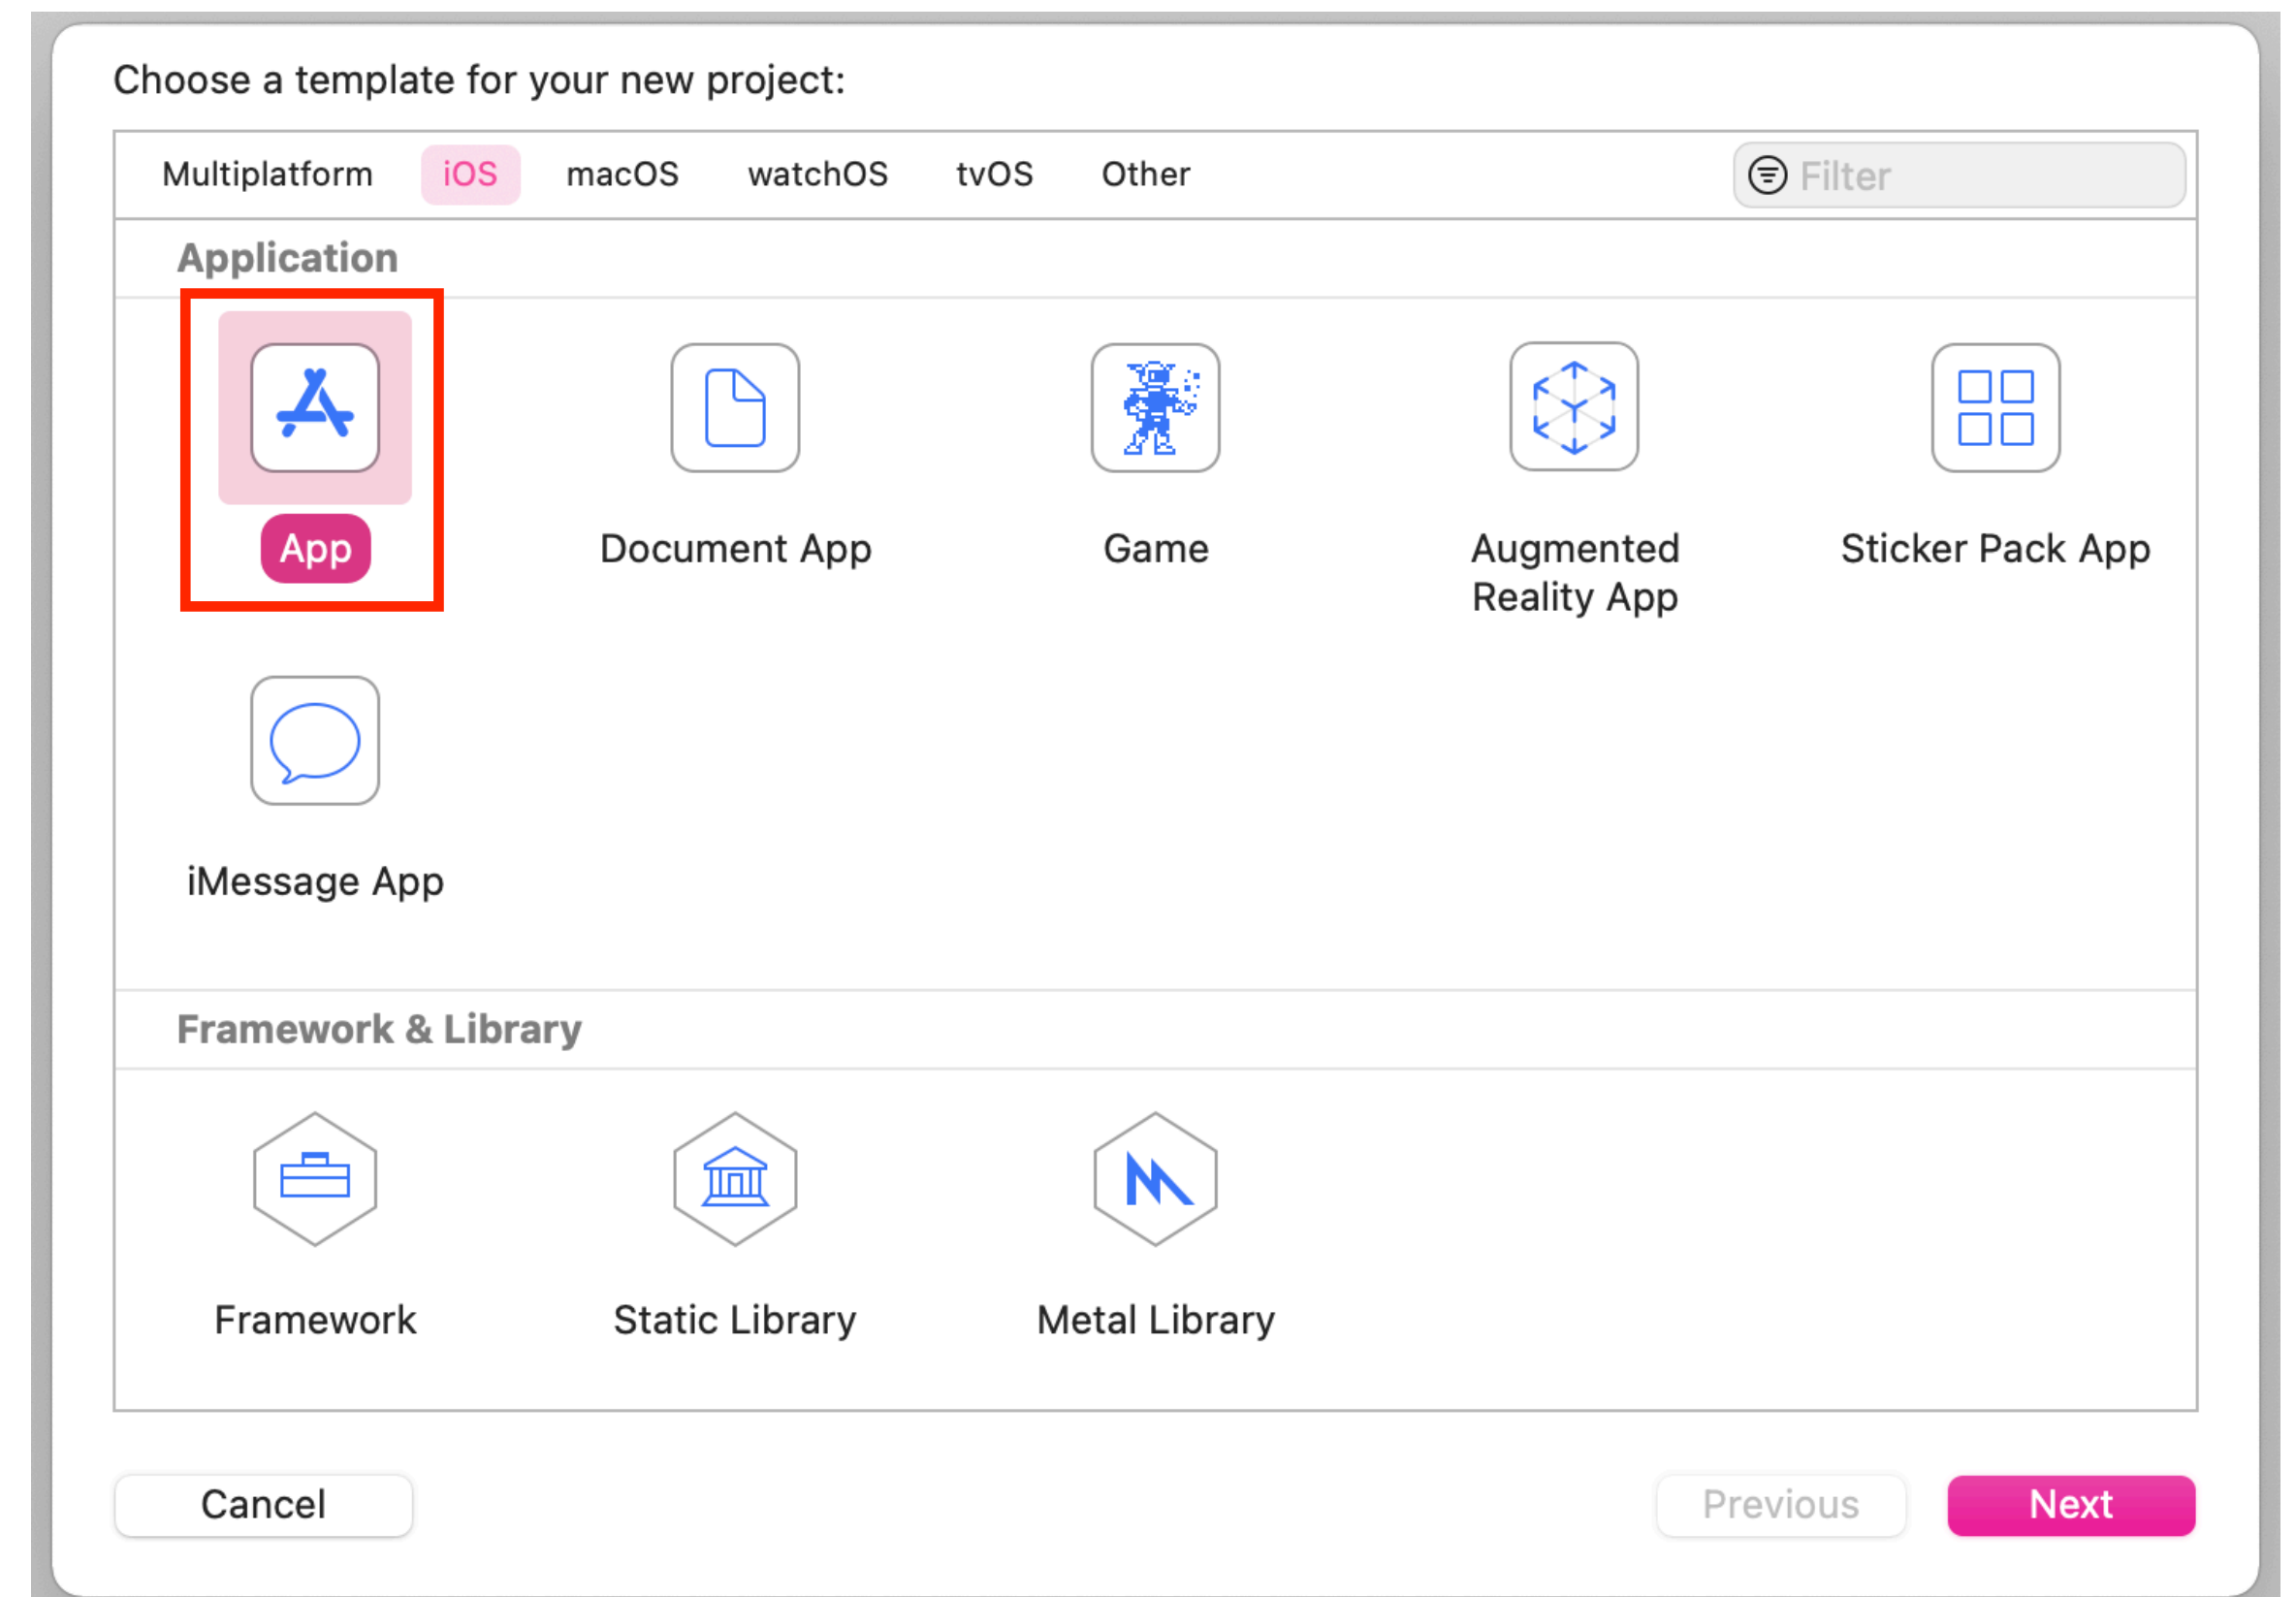 Choose a template for your new project:
Multiplatform iOS macOS watchOS tvOS Other Filter
Application
App Document App Game Augmented Reality App Sticker Pack App
iMessage App
Framework & Library
Framework Static Library Metal Library
Cancel Previous Next